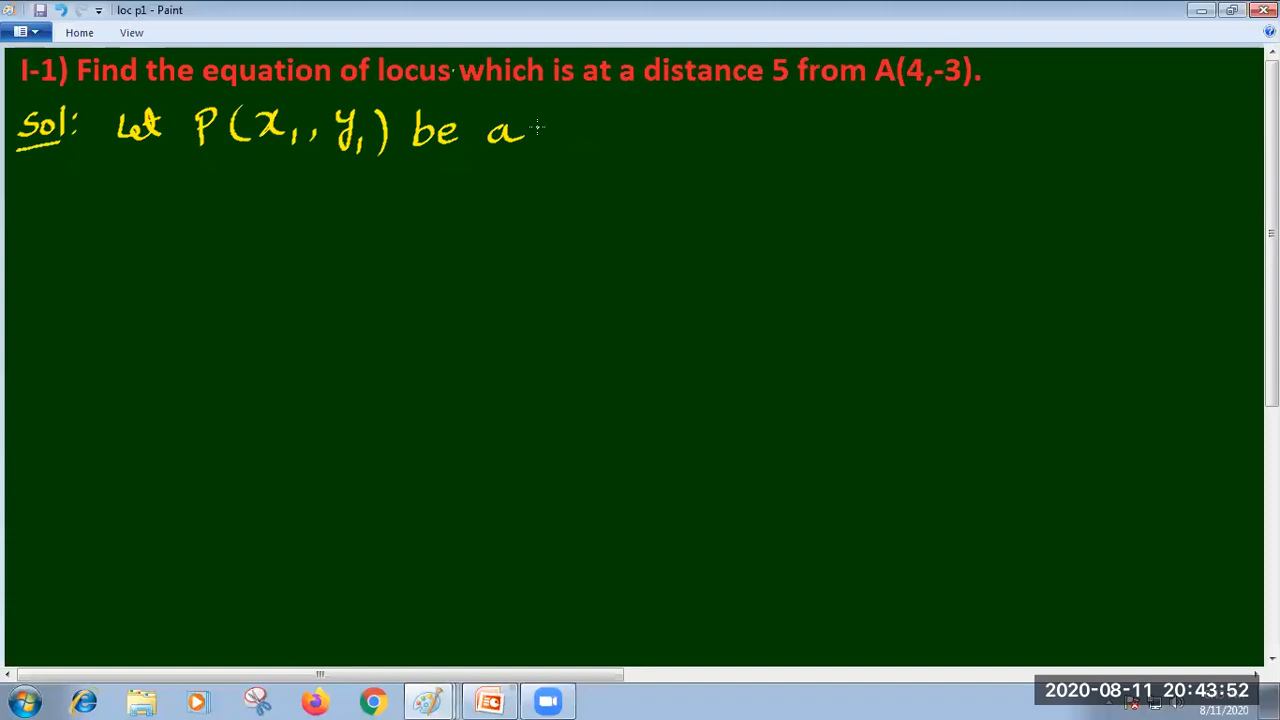 loc p1 - Paint
Home View
I-1) Find the equation of locus which is at a distance 5 from A(4,-3).
Sol: Let P(x₁, y₁) be a
2020-08-11 20:43:52
8/11/2020